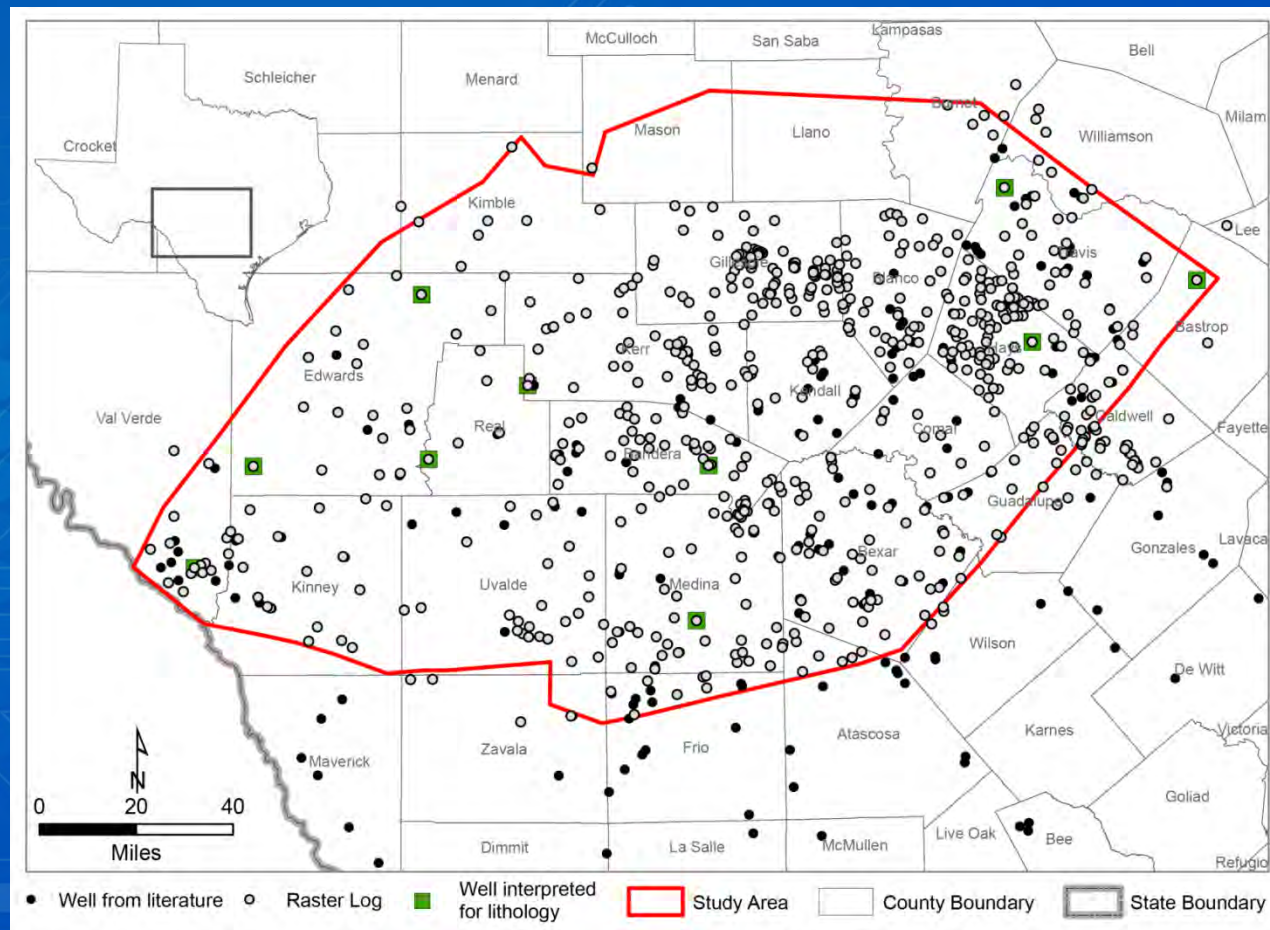 McCulloch
San Saba
Lampasas
Bell
Schleicher
Menard
Burnet
Milam
Mason
Llano
Williamson
Crocket
Kimble
Lee
Travis
Gillespie
Blanco
Bastrop
Kerr
Hays
Edwards
Kendall
Val Verde
Caldwell
Real
Comal
Fayette
Bandera
Guadalupe
Lavaca
Gonzales
Bexar
Kinney
Uvalde
Medina
Wilson
De Witt
Karnes
Victoria
Atascosa
Zavala
Frio
Maverick
N
Goliad
0 20 40
Miles
Live Oak
Bee
Dimmit
La Salle
McMullen
Refugio
Well from literature
Raster Log
Well interpreted
for lithology
Study Area
County Boundary
State Boundary